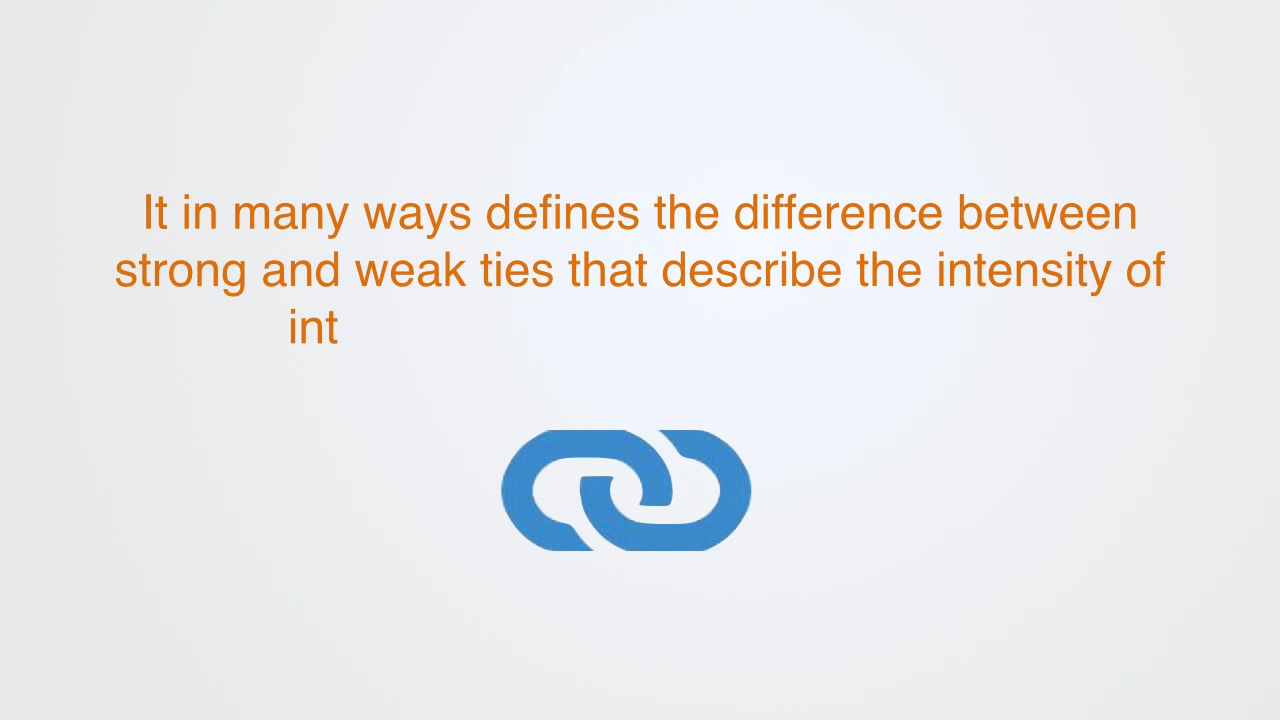 It in many ways defines the difference between
strong and weak ties that describe the intensity of
int